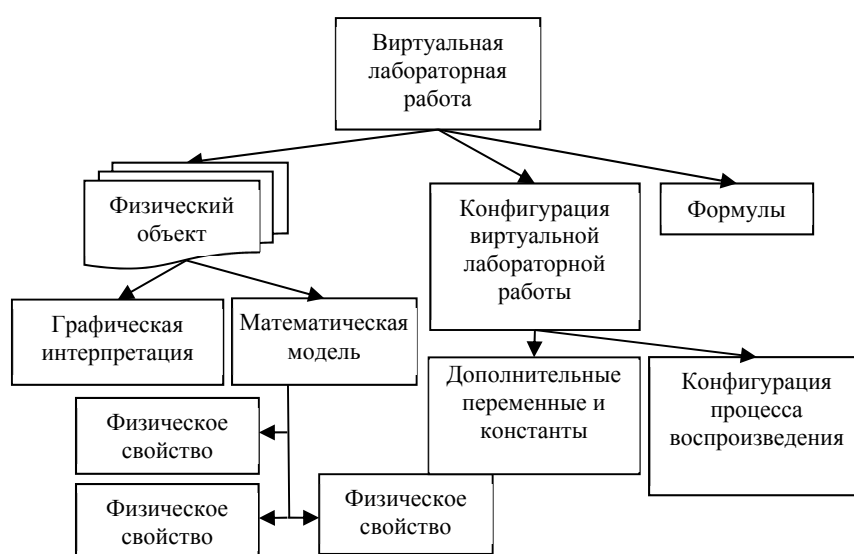 Виртуальная
лабораторная
работа
Физический
объект
Конфигурация
виртуальной
лабораторной
работы
Формулы
Графическая
интерпретация
Математическая
модель
Дополнительные
переменные и
константы
Конфигурация
процесса
воспроизведения
Физическое
свойство
Физическое
свойство
Физическое
свойство